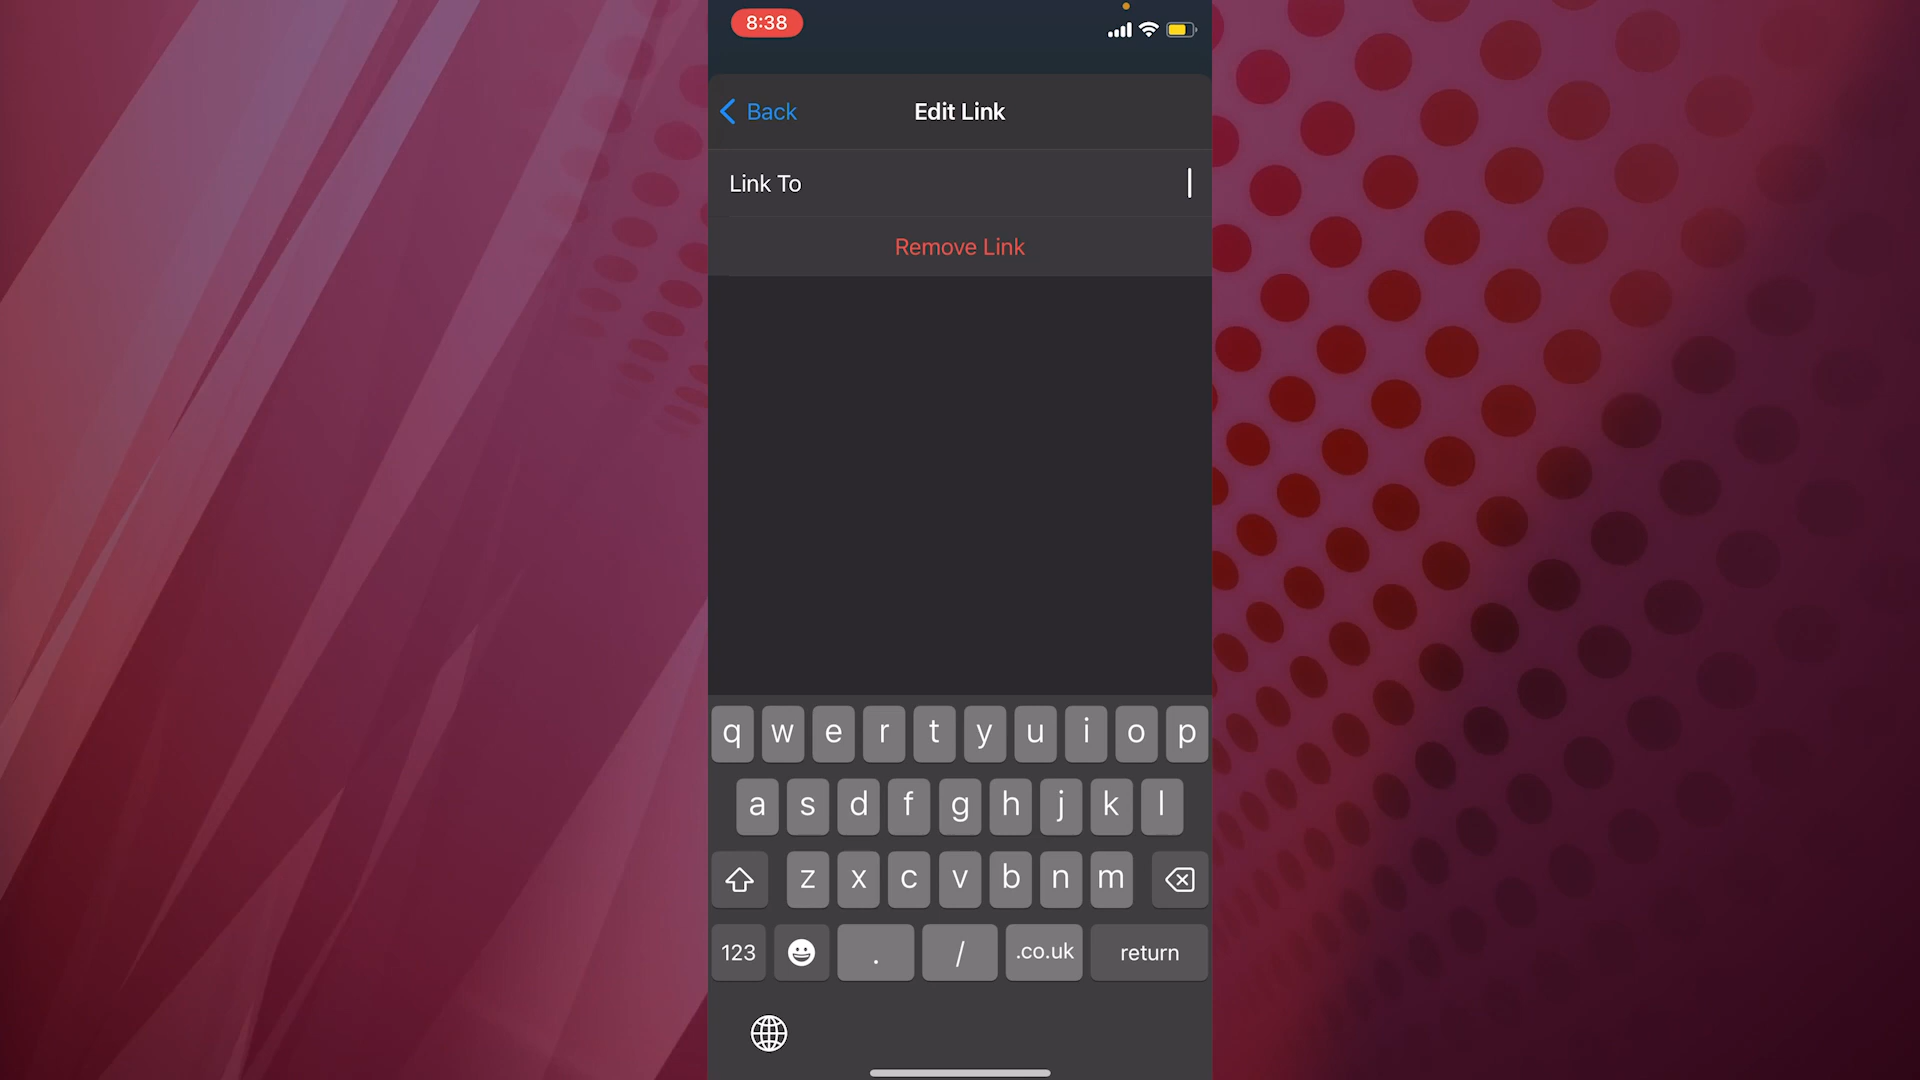 8:38
Back
Edit Link
Link To
Remove Link
q w e r t y u i o p
a s d f g h j k l
z x c v b n m
123 . / .co.uk return